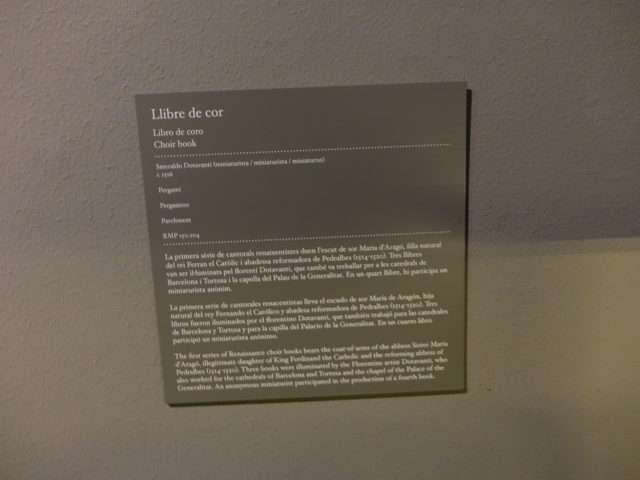 Llibre de cor
Libro de coro
Choir book
Smeraldo Doravanti (miniaturista / miniaturista / miniaturist)
c 1518
Pergamí
Pergamino
Parchment
RMP 150.204
La primera sèrie de cantorals renaixentistes duen l'escut de sor Maria d'Aragó, filla natural
del rei Ferran el Catòlic i abadessa reformadora de Pedralbes (1514-1520). Tres llibres
van ser il·luminats pel florentí Doravanti, que també va treballar per a les catedrals de
Barcelona i Tortosa i la capella del Palau de la Generalitat. En un quart llibre, hi participa un
miniaturista anònim.
La primera serie de cantorales renacentistas lleva el escudo de sor María de Aragón, hija
natural del rey Fernando el Católico y abadesa reformadora de Pedralbes (1514-1520). Tres
libros fueron iluminados por el florentino Doravanti, que también trabajó para las catedrales
de Barcelona y Tortosa y para la capilla del Palacio de la Generalitat. En un cuarto libro
participó un miniaturista anónimo.
The first series of Renaissance choir books bears the coat-of-arms of the abbess Sister Maria
d'Aragó, illegitimate daughter of King Ferdinand the Catholic and the reforming abbess of
Pedralbes (1514-1520). Three books were illuminated by the Florentine artist Doravanti, who
also worked for the cathedrals of Barcelona and Tortosa and the chapel of the Palace of the
Generalitat. An anonymous miniaturist participated in the production of a fourth book.